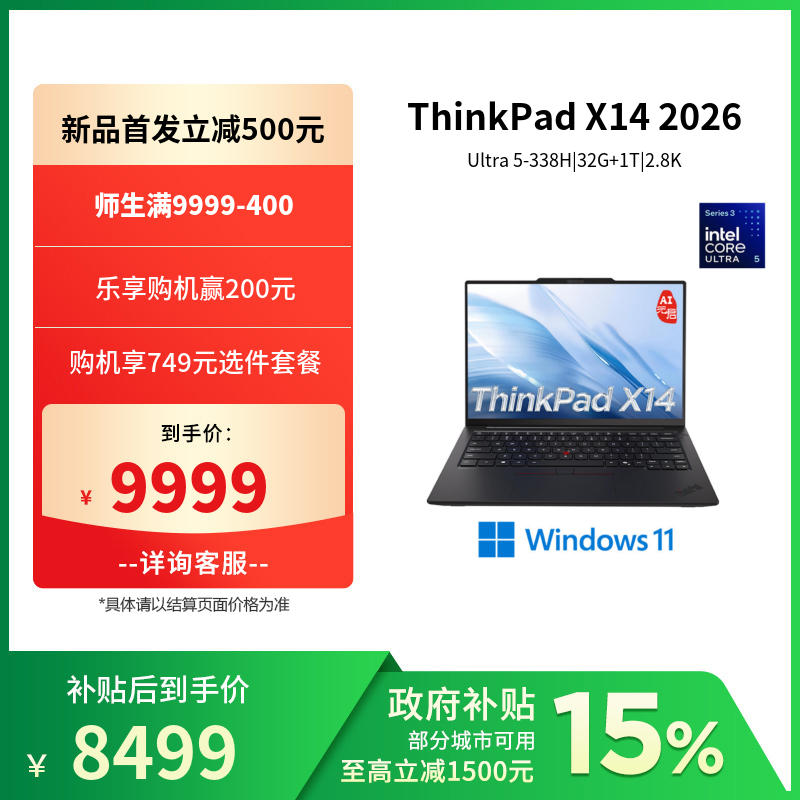 新品首发立减500元
师生满9999-400
乐享购机赢200元
购机享749元选件套餐
到手价：
¥ 9999
--详询客服--
*具体请以结算页面价格为准
ThinkPad X14 2026
Ultra 5-338H|32G+1T|2.8K
Series 3
intel
CORE
ULTRA 5
AI
元启
ThinkPad X14
Windows 11
补贴后到手价
¥ 8499
政府补贴
部分城市可用
至高立减1500元
15%